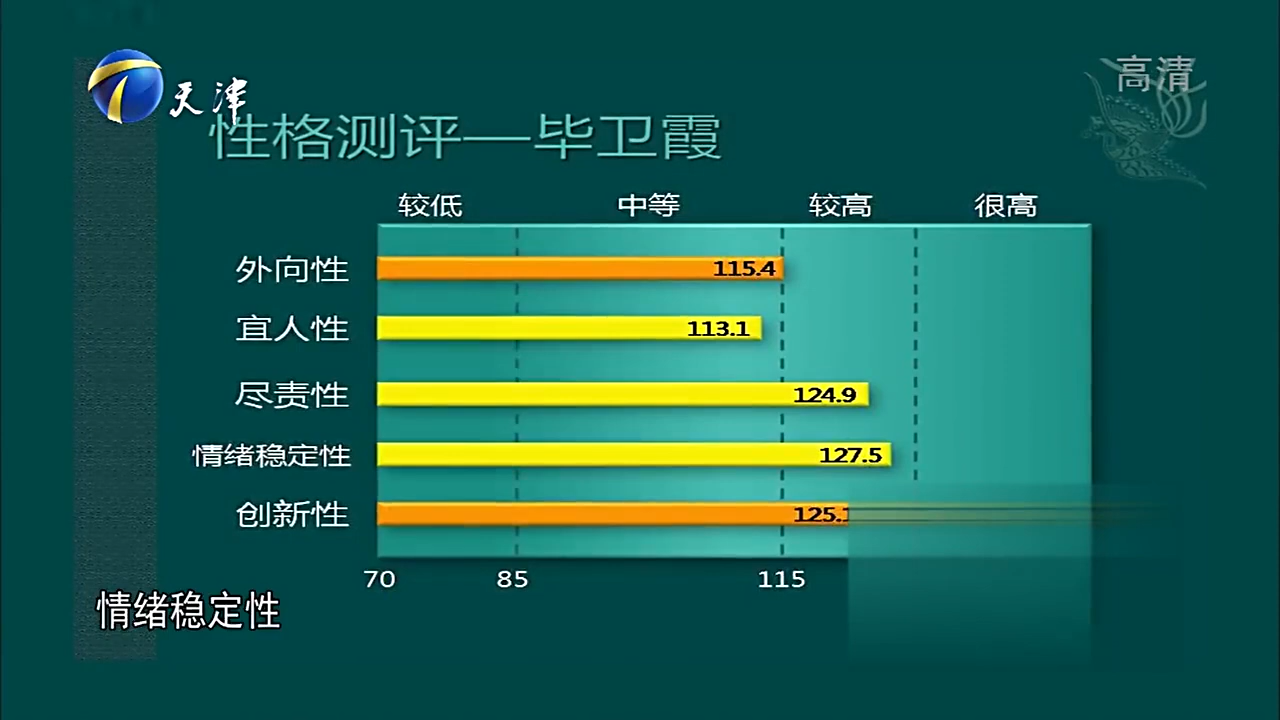 天津
高清
性格测评—毕卫霞
较低 中等 较高 很高
外向性 115.4
宜人性 113.1
尽责性 124.9
情绪稳定性 127.5
创新性 125.1
70 85 115
情绪稳定性